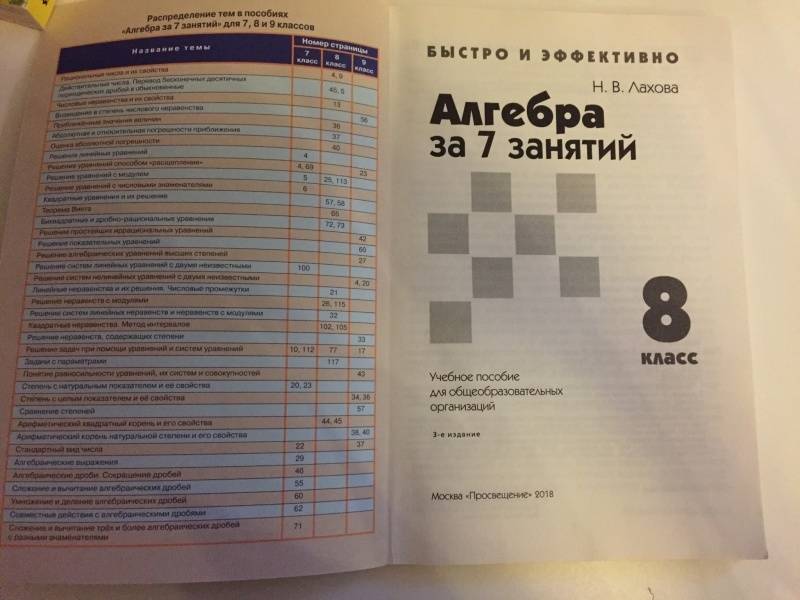 Распределение тем в пособиях
«Алгебра за 7 занятий» для 7, 8 и 9 классов
Название темы
Номер страницы
7 класс
8 класс
9 класс
Рациональные числа и их свойства 4, 9
Действительные числа. Перевод бесконечных десятичных
периодических дробей в обыкновенные 45, 5
Числовые неравенства и их свойства 13
Возведение в степень числового неравенства 56
Приближённые значения величин 36
Абсолютная и относительная погрешности приближения 37
Оценка абсолютной погрешности 40
Решение линейных уравнений 4
Решение уравнений способом «расщепление» 4, 69 23
Решение уравнений с модулем 5 25, 113
Решение уравнений с числовыми знаменателями 6
Квадратные уравнения и их решение 57, 58
Теорема Виета 65
Биквадратные и дробно-рациональные уравнения 72, 73
Решение простейших иррациональных уравнений 42
Решение показательных уравнений 60
Решение алгебраических уравнений высших степеней 27
Решение систем линейных уравнений с двумя неизвестными 100
Решение систем нелинейных уравнений с двумя неизвестными 4, 20
Линейные неравенства и их решения. Числовые промежутки 21
Решение неравенств с модулями 26, 115
Решение систем линейных неравенств и неравенств с модулями 32
Квадратные неравенства. Метод интервалов 102, 105
Решение неравенств, содержащих степени 33
Решение задач при помощи уравнений и систем уравнений 10, 112 77 17
Задачи с параметрами 117
Понятие равносильности уравнений, их систем и совокупностей 43
Степень с натуральным показателем и её свойства 20, 23
Степень с целым показателем и её свойства 34, 36
Сравнение степеней 57
Арифметический квадратный корень и его свойства 44, 45
Арифметический корень натуральной степени и его свойства 38, 40
Стандартный вид числа 22 37
Алгебраические выражения 29
Алгебраические дроби. Сокращение дробей 46
Сложение и вычитание алгебраических дробей 55
Умножение и деление алгебраических дробей 60
Совместные действия с алгебраическими дробями 62
Сложение и вычитание трёх и более алгебраических дробей
с разными знаменателями 71
БЫСТРО И ЭФФЕКТИВНО
Н. В. Лахова
Алгебра
за 7 занятий
8
класс
Учебное пособие
для общеобразовательных
организаций
3-е издание
Москва «Просвещение» 2018